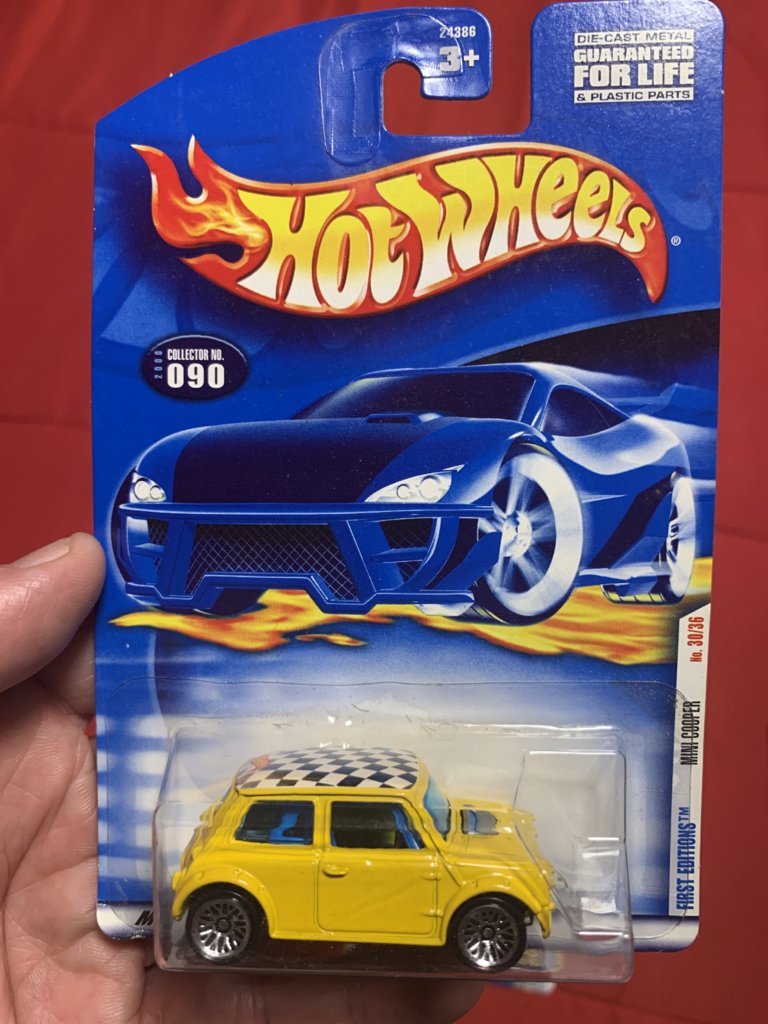 24386
3+
DIE-CAST METAL
GUARANTEED
FOR LIFE
& PLASTIC PARTS
HOT WHEELS
®
2000
COLLECTOR NO.
090
No. 30/36
MINI COOPER
FIRST EDITIONS™